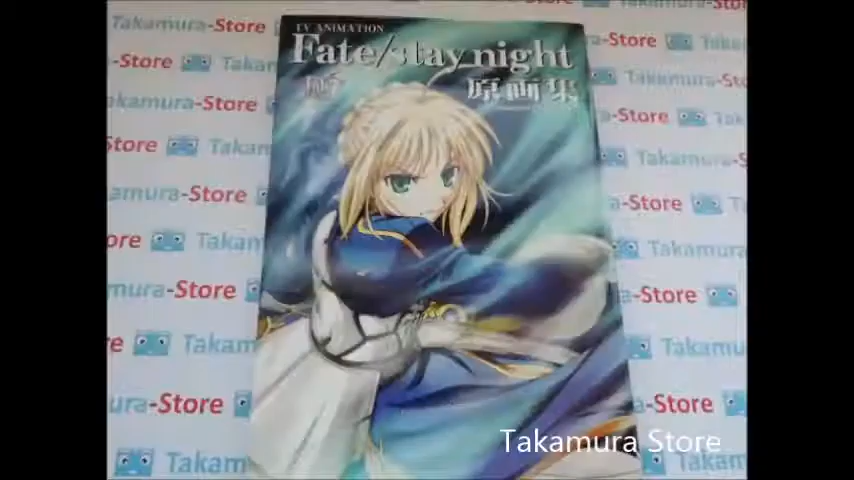 Takamura-Store
TV ANIMATION
Fate/stay night
原画集
Takamura Store